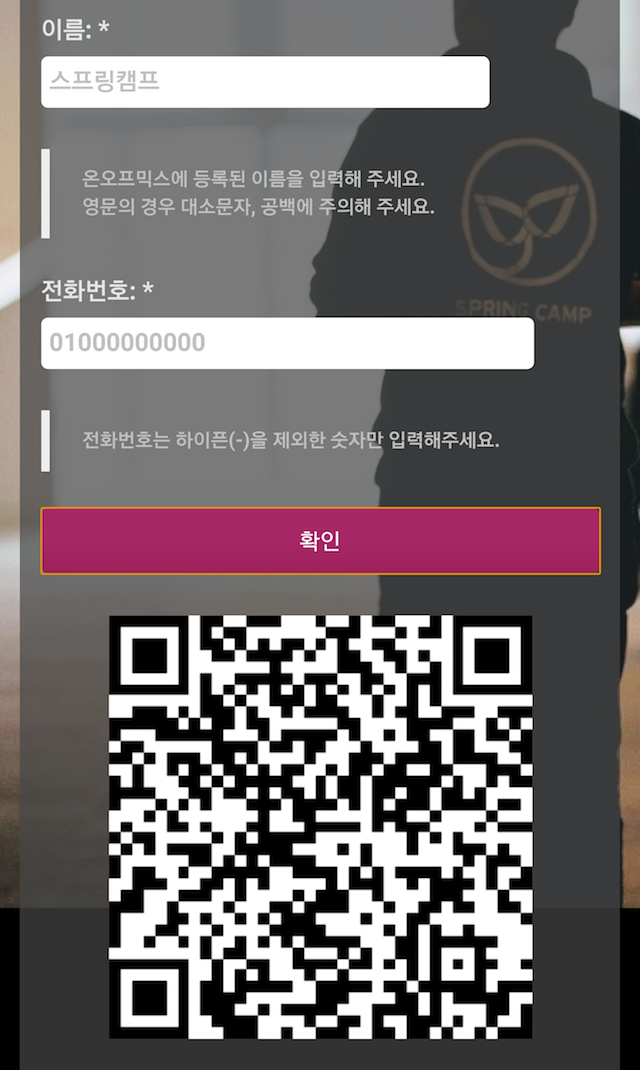 이름: *
스프링캠프
온오프믹스에 등록된 이름을 입력해 주세요.
영문의 경우 대소문자, 공백에 주의해 주세요.
SPRING CAMP
전화번호: *
01000000000
전화번호는 하이픈(-)을 제외한 숫자만 입력해주세요.
확인